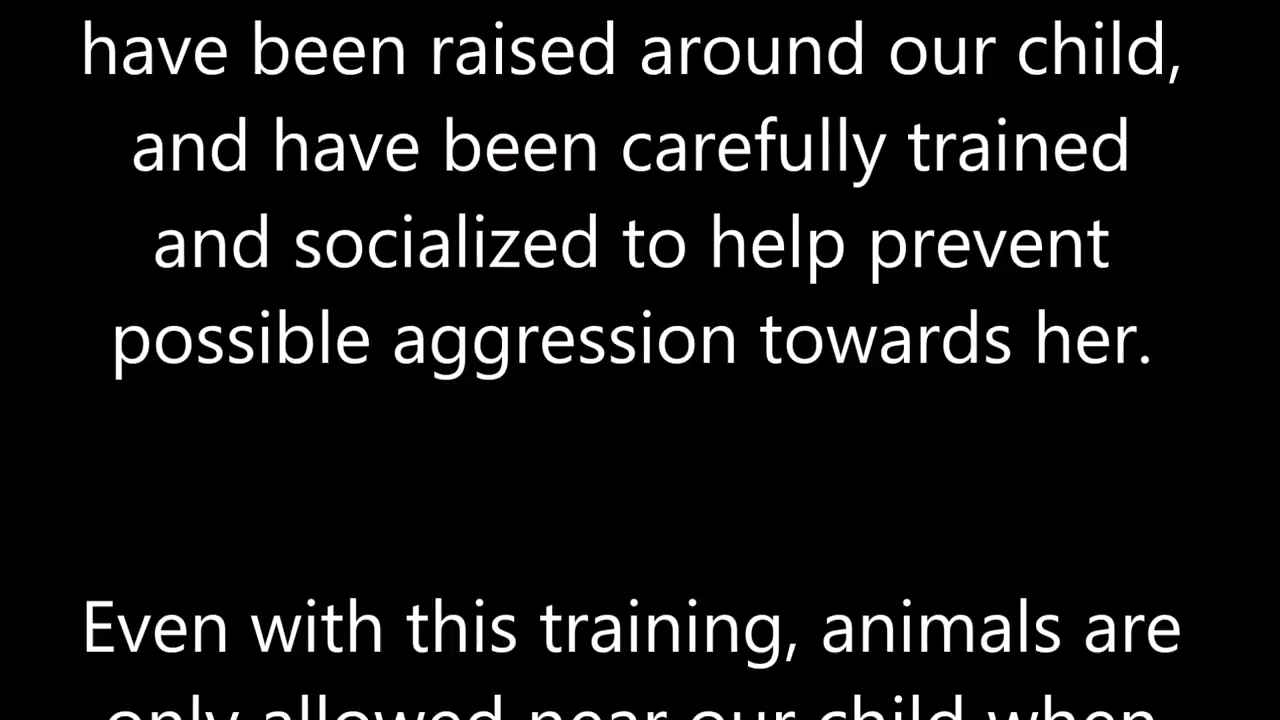 have been raised around our child,
and have been carefully trained
and socialized to help prevent
possible aggression towards her.
Even with this training, animals are
only allowed near our child when